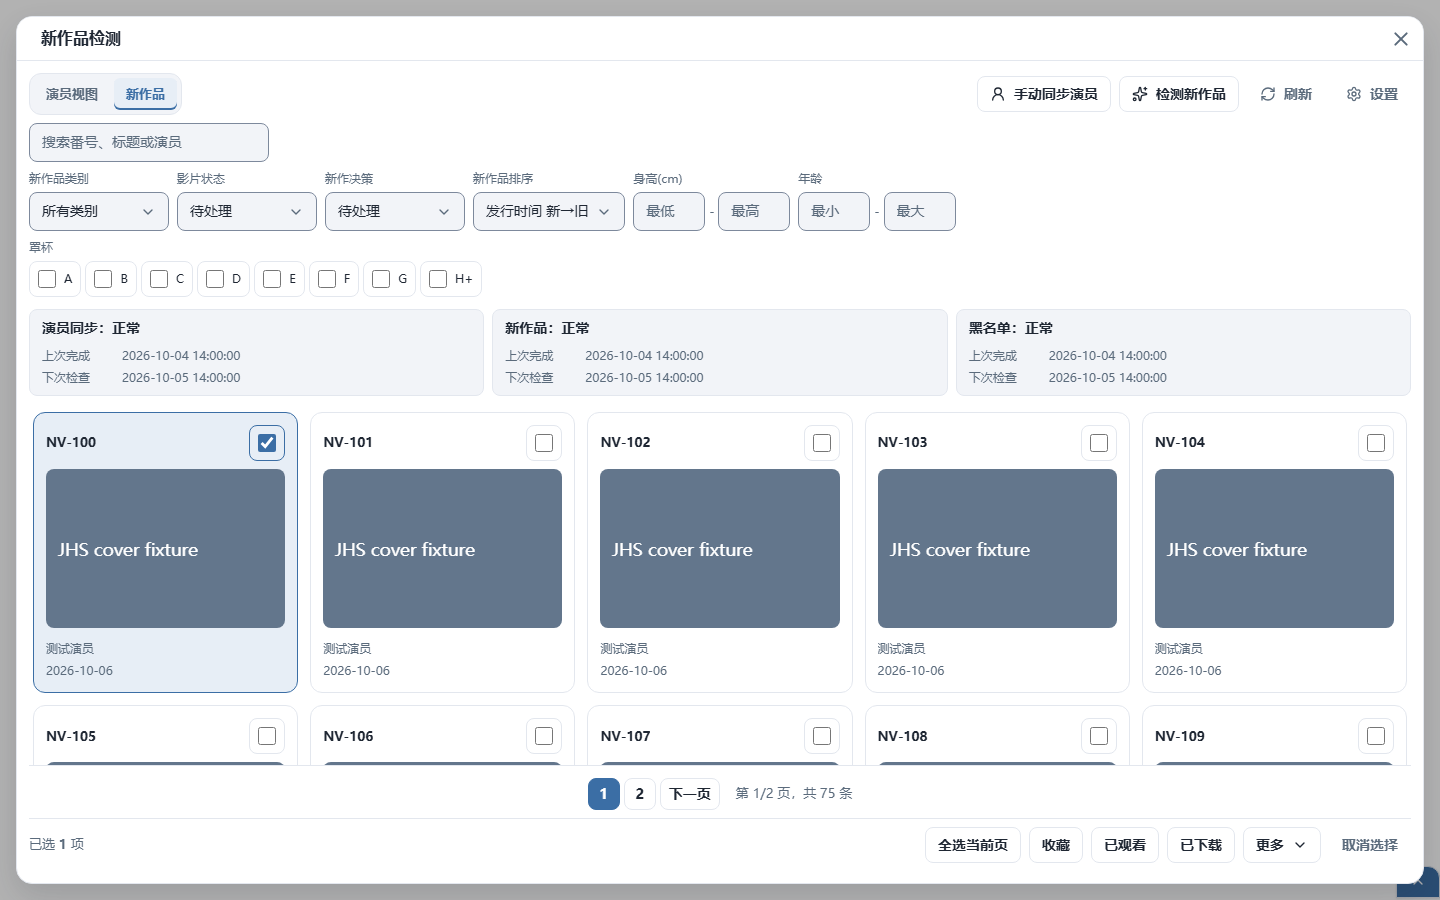 新作品检测
演员视图 新作品 手动同步演员 检测新作品 刷新 设置
搜索番号、标题或演员
新作品类别 影片状态 新作决策 新作品排序 身高(cm) 年龄
所有类别 待处理 待处理 发行时间 新→旧 最低 - 最高 最小 - 最大
罩杯
A B C D E F G H+
演员同步：正常 新作品：正常 黑名单：正常
上次完成 2026-10-04 14:00:00 上次完成 2026-10-04 14:00:00 上次完成 2026-10-04 14:00:00
下次检查 2026-10-05 14:00:00 下次检查 2026-10-05 14:00:00 下次检查 2026-10-05 14:00:00
NV-100 NV-101 NV-102 NV-103 NV-104
JHS cover fixture JHS cover fixture JHS cover fixture JHS cover fixture JHS cover fixture
测试演员 测试演员 测试演员 测试演员 测试演员
2026-10-06 2026-10-06 2026-10-06 2026-10-06 2026-10-06
NV-105 NV-106 NV-107 NV-108 NV-109
1 2 下一页 第 1/2 页，共 75 条
已选 1 项 全选当前页 收藏 已观看 已下载 更多 取消选择